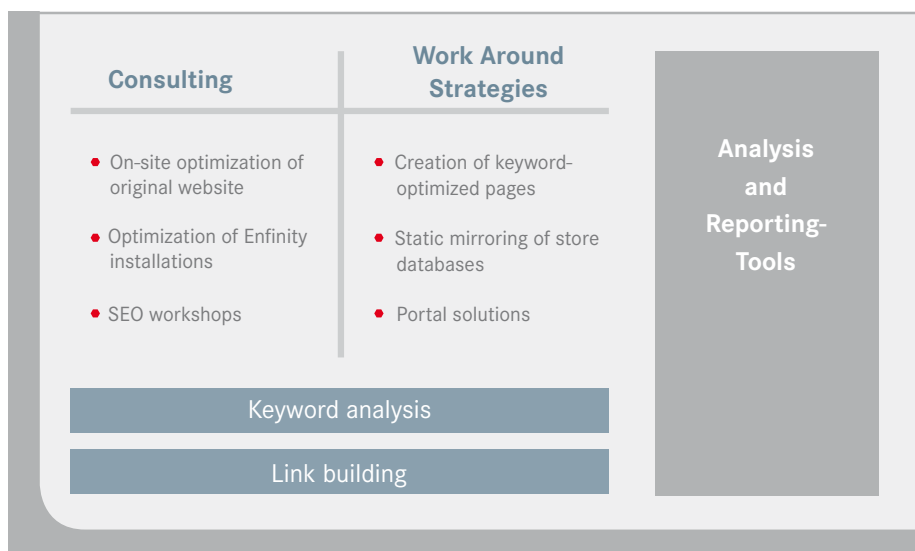 Consulting
On-site optimization of
original website
Optimization of Enfinity
installations
SEO workshops
Work Around
Strategies
Creation of keyword-
optimized pages
Static mirroring of store
databases
Portal solutions
Keyword analysis
Link building
Analysis
and
Reporting-
Tools